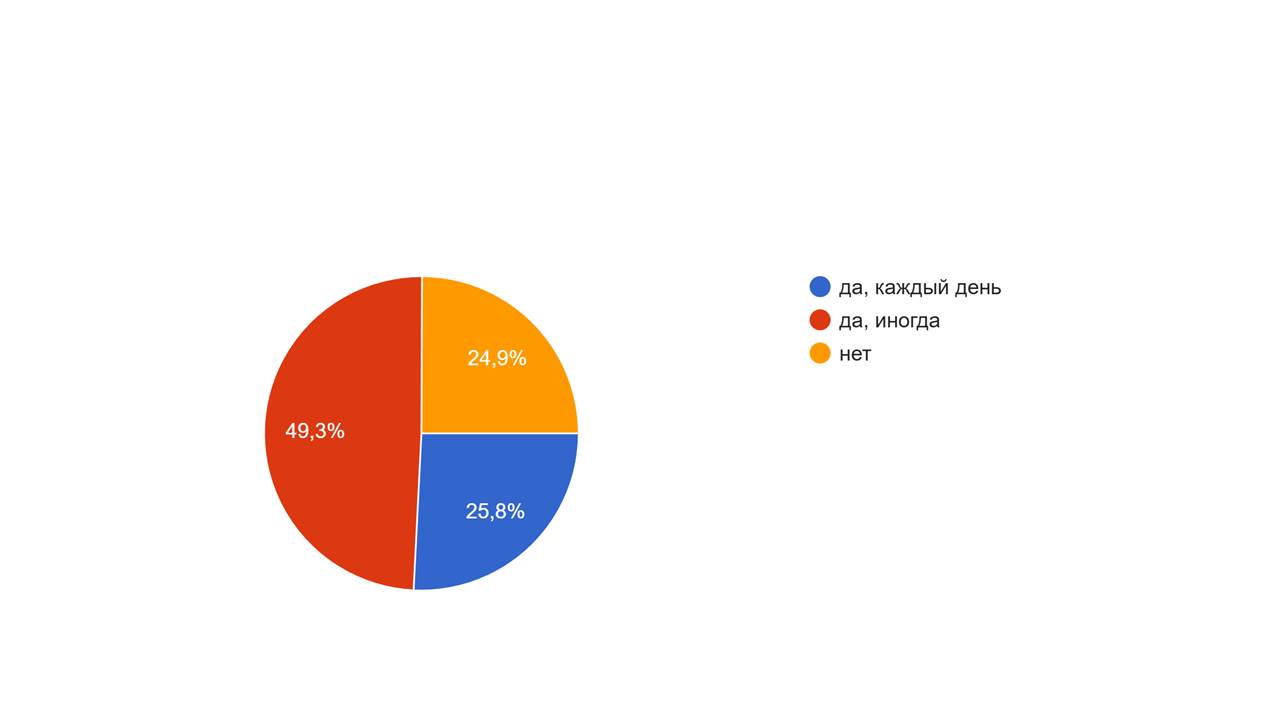 да, каждый день
да, иногда
нет
24,9%
49,3%
25,8%